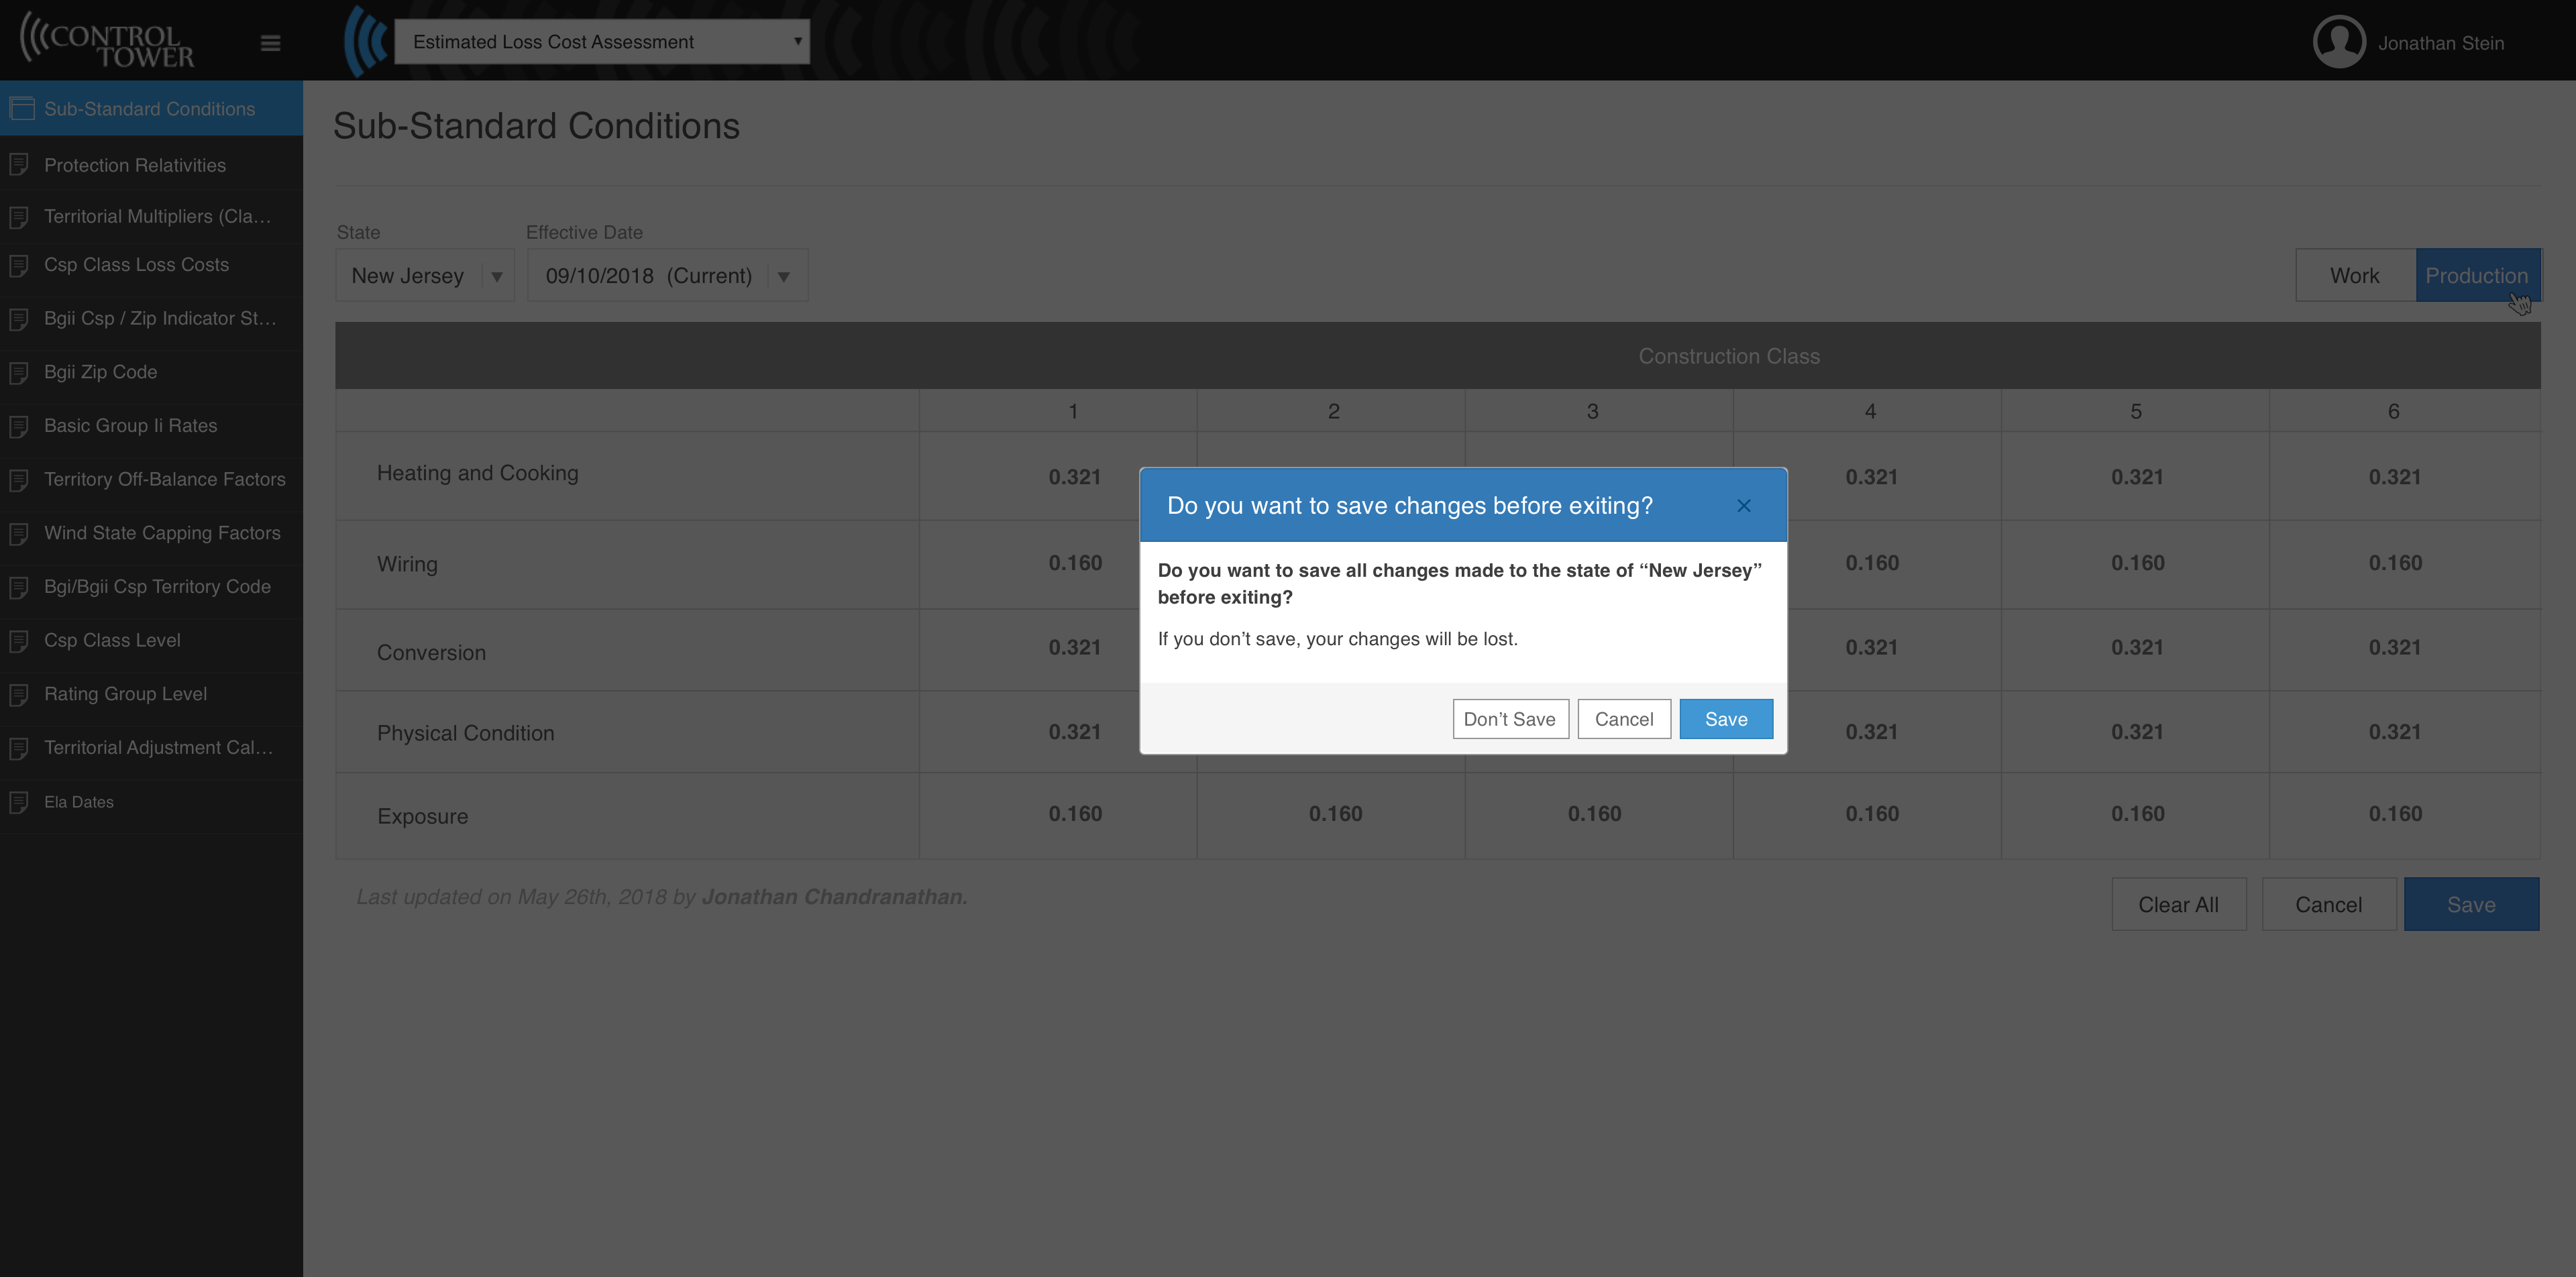 CONTROL
TOWER
Estimated Loss Cost Assessment
Jonathan Stein
Sub-Standard Conditions
Protection Relativities
Territorial Multipliers (Cla…
Csp Class Loss Costs
Bgii Csp / Zip Indicator St…
Bgii Zip Code
Basic Group Ii Rates
Territory Off-Balance Factors
Wind State Capping Factors
Bgi/Bgii Csp Territory Code
Csp Class Level
Rating Group Level
Territorial Adjustment Cal…
Ela Dates
Sub-Standard Conditions
State Effective Date
New Jersey 09/10/2018 (Current) Work Production
Construction Class
1 2 3 4 5 6
Heating and Cooking 0.321 0.321 0.321 0.321
Wiring 0.160 0.160 0.160 0.160
Conversion 0.321 0.321 0.321 0.321
Physical Condition 0.321 0.321 0.321 0.321
Exposure 0.160 0.160 0.160 0.160 0.160 0.160
Last updated on May 26th, 2018 by Jonathan Chandranathan.
Clear All Cancel Save
Do you want to save changes before exiting?
Do you want to save all changes made to the state of “New Jersey”
before exiting?
If you don’t save, your changes will be lost.
Don’t Save Cancel Save